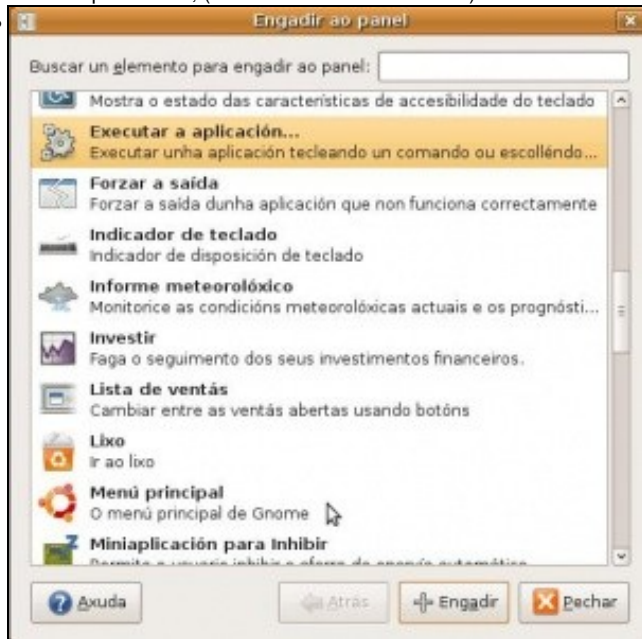 Engadir ao panel
Buscar un elemento para engadir ao panel:
Mostra o estado das características de accesibilidade do teclado
Executar a aplicación...
Executar unha aplicación tecleando un comando ou escolléndo...
Forzar a saída
Forzar a saída dunha aplicación que non funciona correctamente
Indicador de teclado
Indicador de disposición de teclado
Informe meteorolóxico
Monitorice as condicións meteorolóxicas actuais e os prognósti...
Investir
Faga o seguimento dos seus investimentos financeiros.
Lista de ventás
Cambiar entre as ventás abertas usando botóns
Lixo
Ir ao lixo
Menú principal
O menú principal de Gnome
Miniaplicación para Inhibir
Axuda
Atrás
Engadir
Pechar